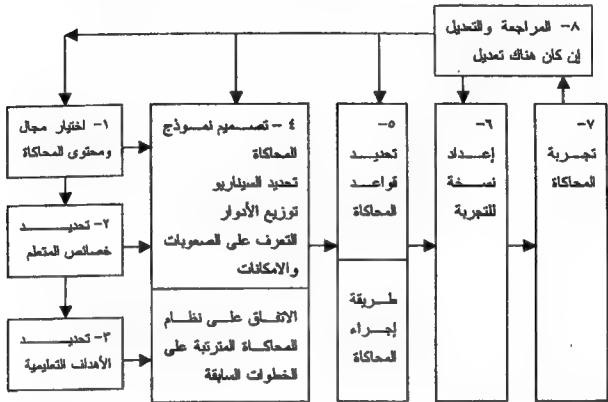 ٨- المراجعة والتعديل
إن كان هناك تعديل
١- اختيار مجال
ومحتوى المحاكاة
٢- تحديد
خصائص المتعلم
٣- تحديد
الأهداف التعليمية
٤- تصميم نموذج
المحاكاة
تحديد السيناريو
توزيع الأدوار
التعرف على الصعوبات
والامكانات
الاتفاق على نظام
المحاكاة المترتبة على
الخطوات السابقة
٥-
تحديد
قواعد
المحاكاة
طريقة
إجراء
المحاكاة
٦-
إعداد
نسخة
للتجربة
٧-
تجربة
المحاكاة